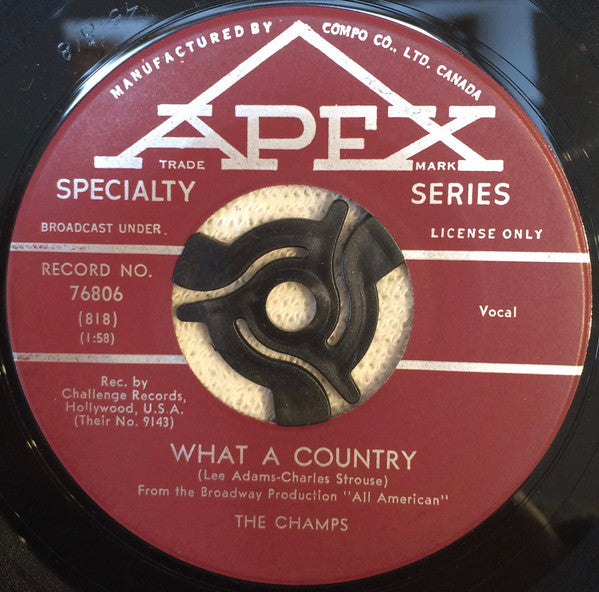 MANUFACTURED BY COMPO CO., LTD. CANADA
APEX
TRADE MARK
SPECIALTY SERIES
BROADCAST UNDER. LICENSE ONLY
RECORD NO.
76806
(818)
(1:58)
Vocal
Rec. by
Challenge Records,
Hollywood, U.S.A.
(Their No. 9143)
WHAT A COUNTRY
(Lee Adams-Charles Strouse)
From the Broadway Production "All American"
THE CHAMPS